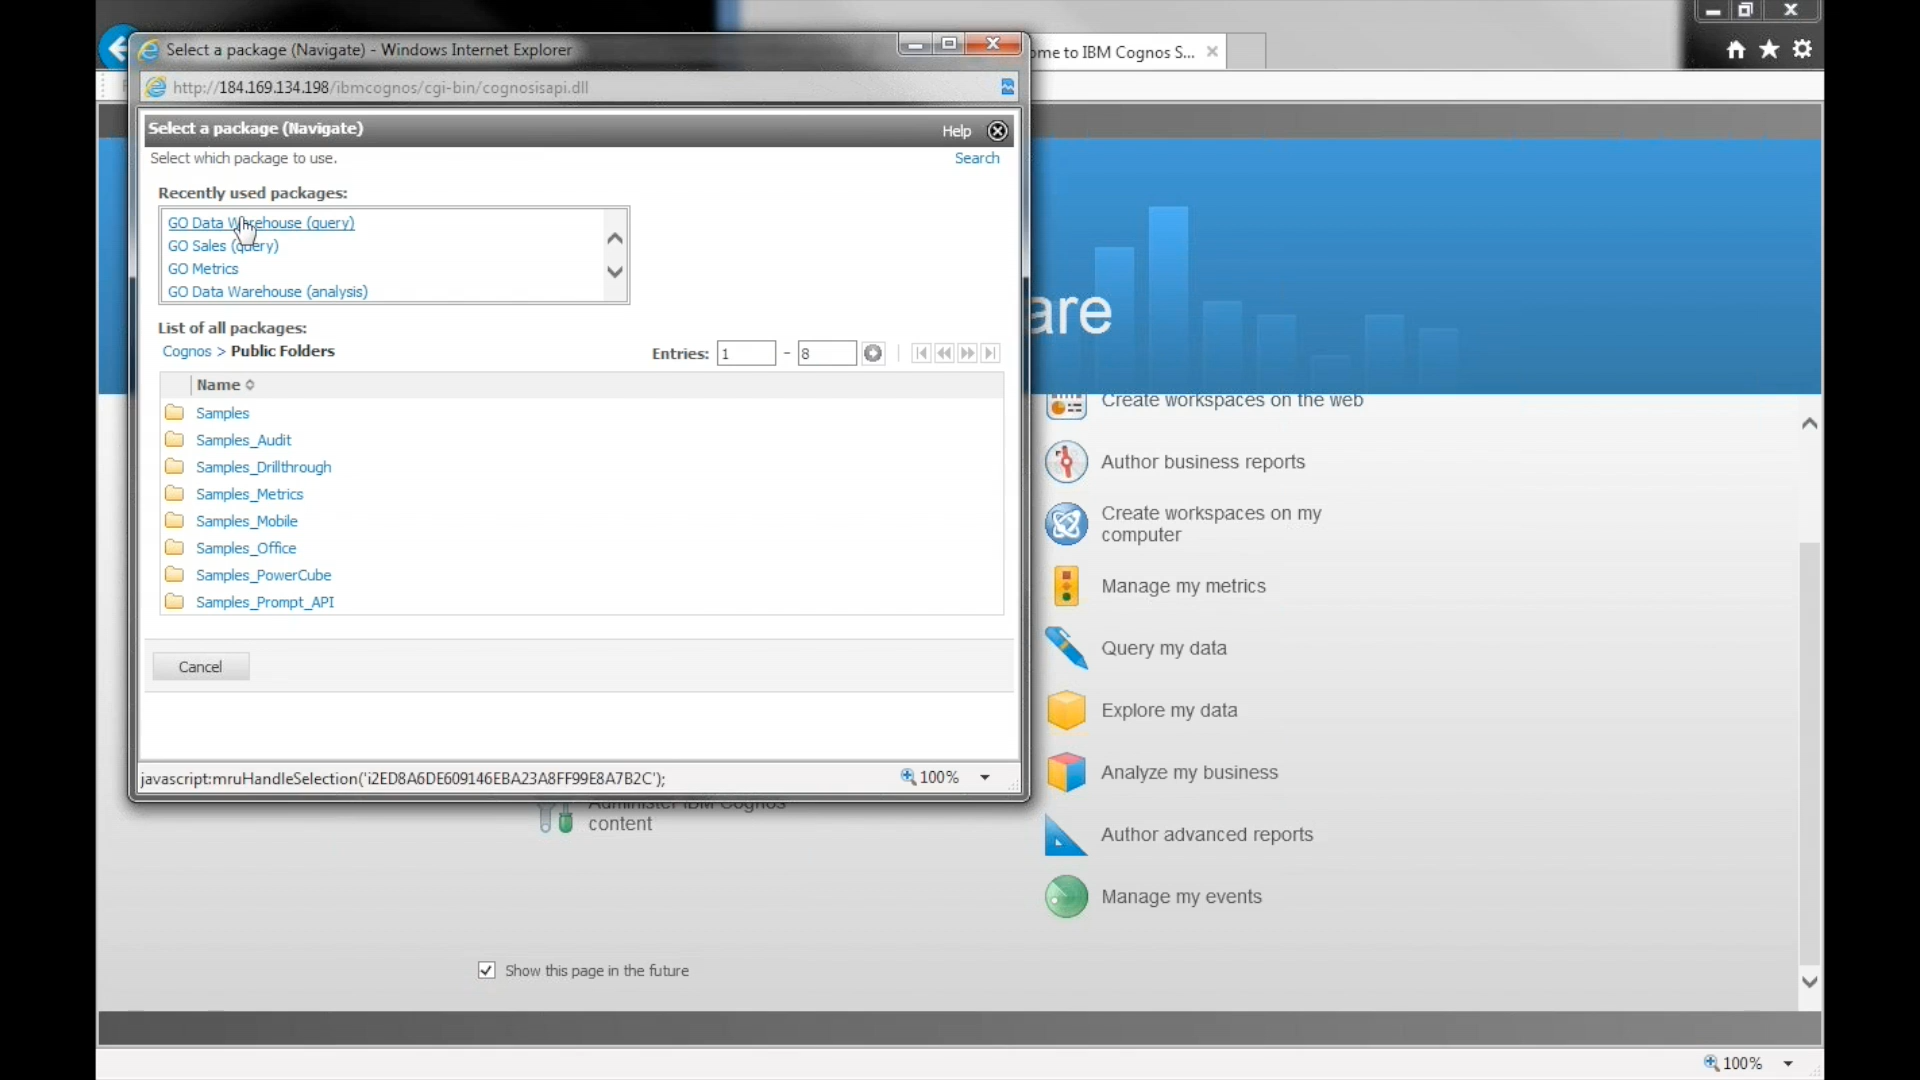 Select a package (Navigate) - Windows Internet Explorer
ome to IBM Cognos S...
http://184.169.134.198/ibmcognos/cgi-bin/cognosisapi.dll
Select a package (Navigate)
Help
Select which package to use.
Search
Recently used packages:
GO Data Warehouse (query)
GO Sales (query)
GO Metrics
GO Data Warehouse (analysis)
are
List of all packages:
Cognos > Public Folders
Entries: 1 - 8
Name
Samples
Samples_Audit
Samples_Drillthrough
Samples_Metrics
Samples_Mobile
Samples_Office
Samples_PowerCube
Samples_Prompt_API
Cancel
javascript:mruHandleSelection('i2ED8A6DE609146EBA23A8FF99E8A7B2C');
100%
Create workspaces on the web
Author business reports
Create workspaces on my
computer
Manage my metrics
Query my data
Explore my data
Analyze my business
Author advanced reports
Manage my events
Administer IBM Cognos
content
Show this page in the future
100%